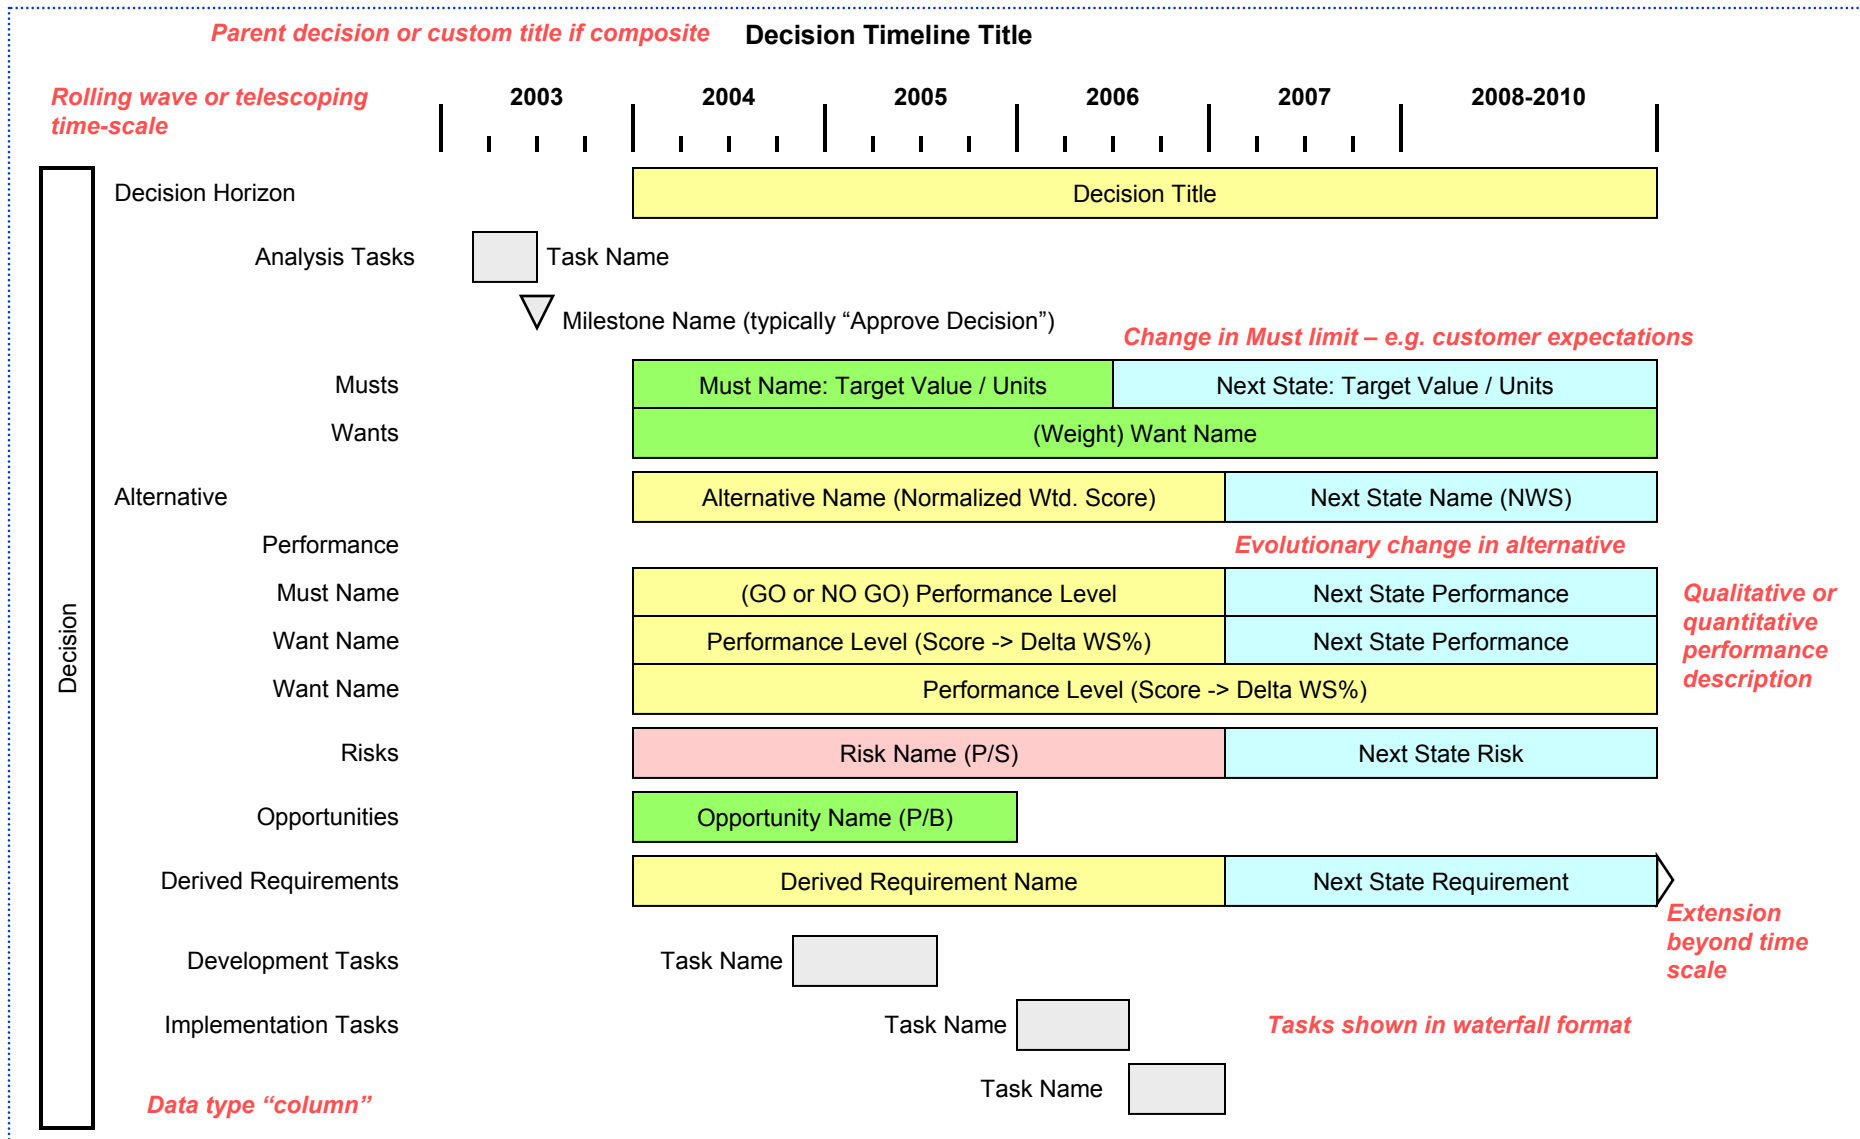 Parent decision or custom title if composite
Decision Timeline Title
Rolling wave or telescoping
time-scale
2003
2004
2005
2006
2007
2008-2010
Decision
Decision Horizon
Decision Title
Analysis Tasks
Task Name
Milestone Name (typically “Approve Decision”)
Change in Must limit – e.g. customer expectations
Musts
Must Name: Target Value / Units
Next State: Target Value / Units
Wants
(Weight) Want Name
Alternative
Alternative Name (Normalized Wtd. Score)
Next State Name (NWS)
Performance
Evolutionary change in alternative
Must Name
(GO or NO GO) Performance Level
Next State Performance
Qualitative or
quantitative
performance
description
Want Name
Performance Level (Score -> Delta WS%)
Next State Performance
Want Name
Performance Level (Score -> Delta WS%)
Risks
Risk Name (P/S)
Next State Risk
Opportunities
Opportunity Name (P/B)
Derived Requirements
Derived Requirement Name
Next State Requirement
Extension
beyond time
scale
Development Tasks
Task Name
Implementation Tasks
Task Name
Tasks shown in waterfall format
Task Name
Data type “column”